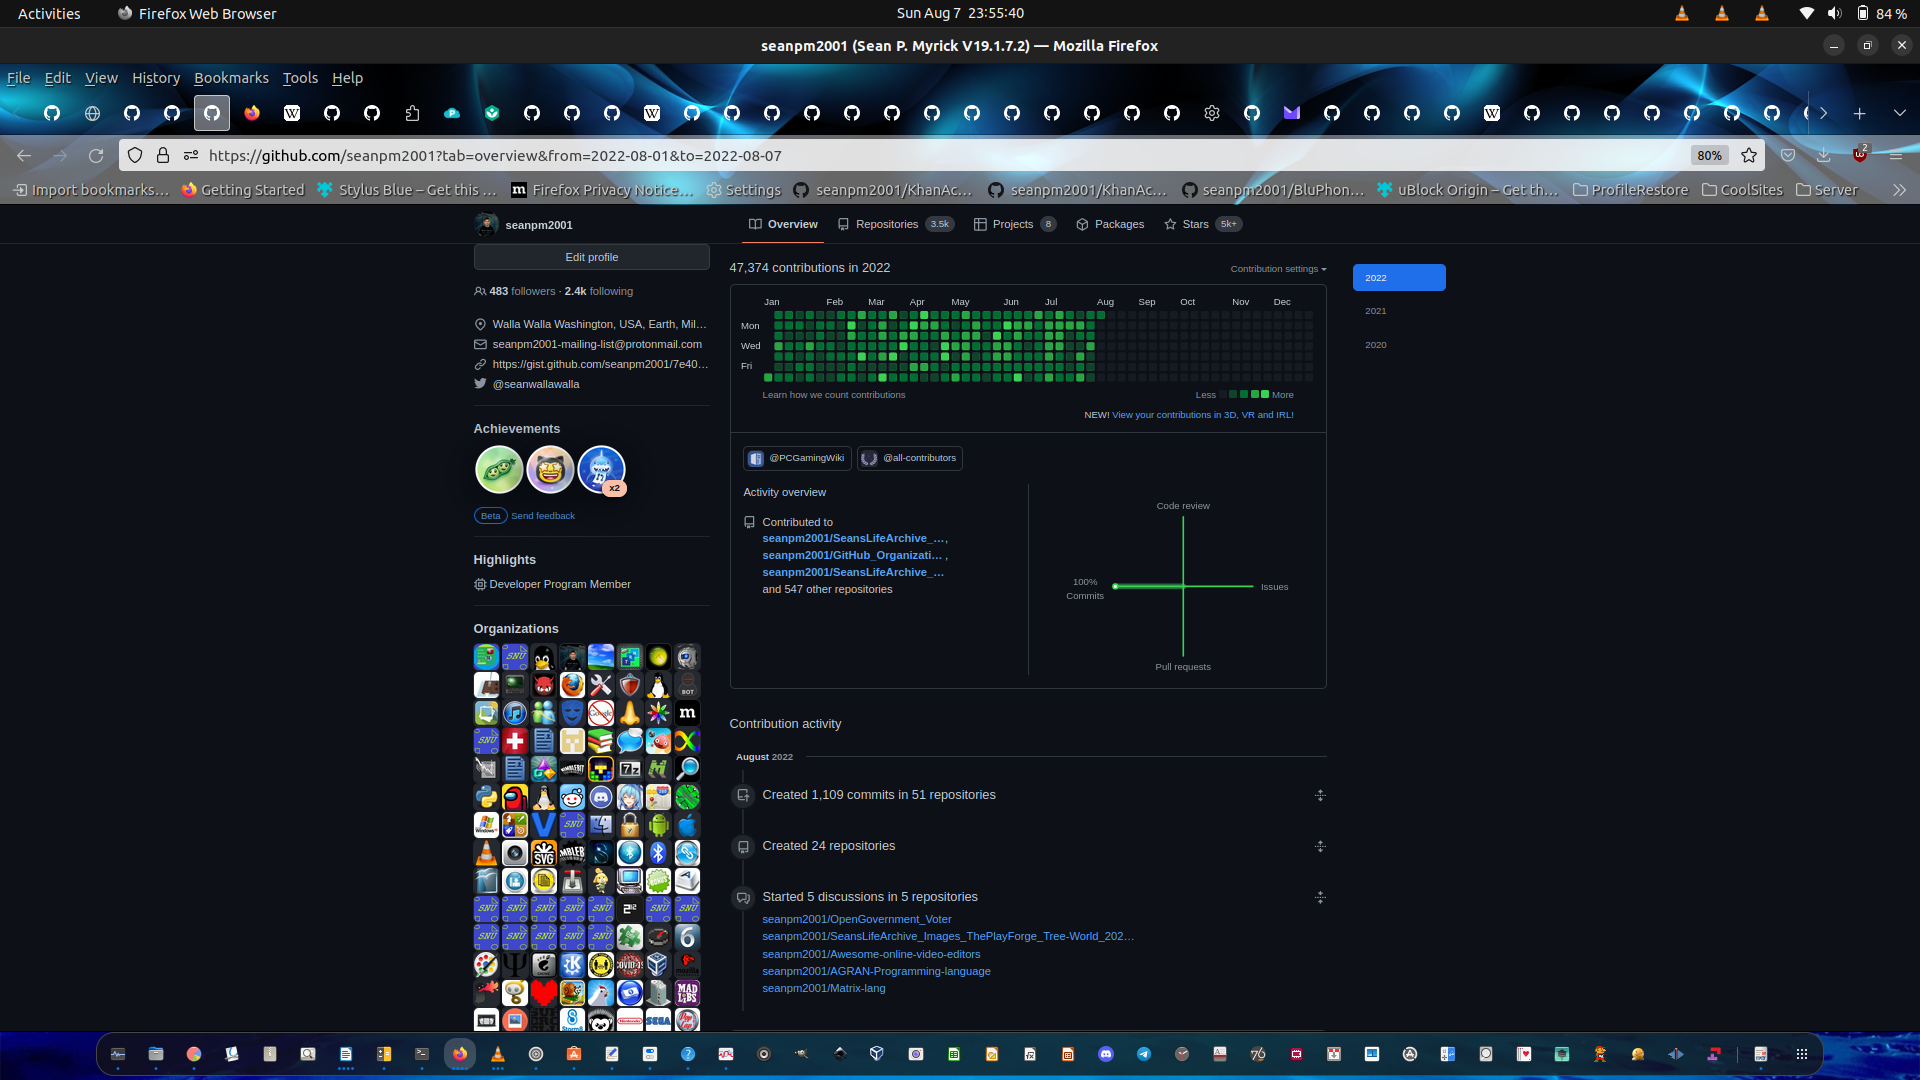 Activities
Firefox Web Browser
Sun Aug 7 23:55:40
84 %
seanpm2001 (Sean P. Myrick V19.1.7.2) — Mozilla Firefox
File Edit View History Bookmarks Tools Help
https://github.com/seanpm2001?tab=overview&from=2022-08-01&to=2022-08-07
80%
2
Import bookmarks… Getting Started Stylus Blue – Get this … Firefox Privacy Notice… Settings seanpm2001/KhanAc… seanpm2001/KhanAc… seanpm2001/BluPhon… uBlock Origin – Get th… ProfileRestore CoolSites Server
seanpm2001
Overview Repositories 3.5k Projects 8 Packages Stars 5k+
Edit profile
483 followers · 2.4k following
Walla Walla Washington, USA, Earth, Mil…
seanpm2001-mailing-list@protonmail.com
https://gist.github.com/seanpm2001/7e40…
@seanwallawalla
Achievements
x2
Beta Send feedback
Highlights
Developer Program Member
Organizations
47,374 contributions in 2022
Contribution settings
2022
2021
2020
Jan Feb Mar Apr May Jun Jul Aug Sep Oct Nov Dec
Mon
Wed
Fri
Learn how we count contributions
Less More
NEW! View your contributions in 3D, VR and IRL!
@PCGamingWiki @all-contributors
Activity overview
Contributed to
seanpm2001/SeansLifeArchive_…,
seanpm2001/GitHub_Organizati… ,
seanpm2001/SeansLifeArchive_…
and 547 other repositories
Code review
100%
Commits
Issues
Pull requests
Contribution activity
August 2022
Created 1,109 commits in 51 repositories
Created 24 repositories
Started 5 discussions in 5 repositories
seanpm2001/OpenGovernment_Voter
seanpm2001/SeansLifeArchive_Images_ThePlayForge_Tree-World_202…
seanpm2001/Awesome-online-video-editors
seanpm2001/AGRAN-Programming-language
seanpm2001/Matrix-lang